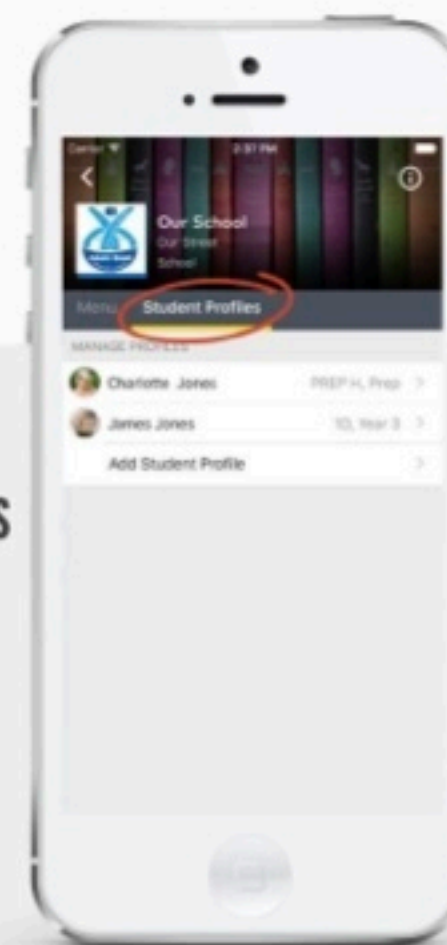 Carrier 2:37 PM
Our School
Our Street
School
Menu Student Profiles
MANAGE PROFILES
Charlotte Jones PREP H, Prep
James Jones Year 3
Add Student Profile
S